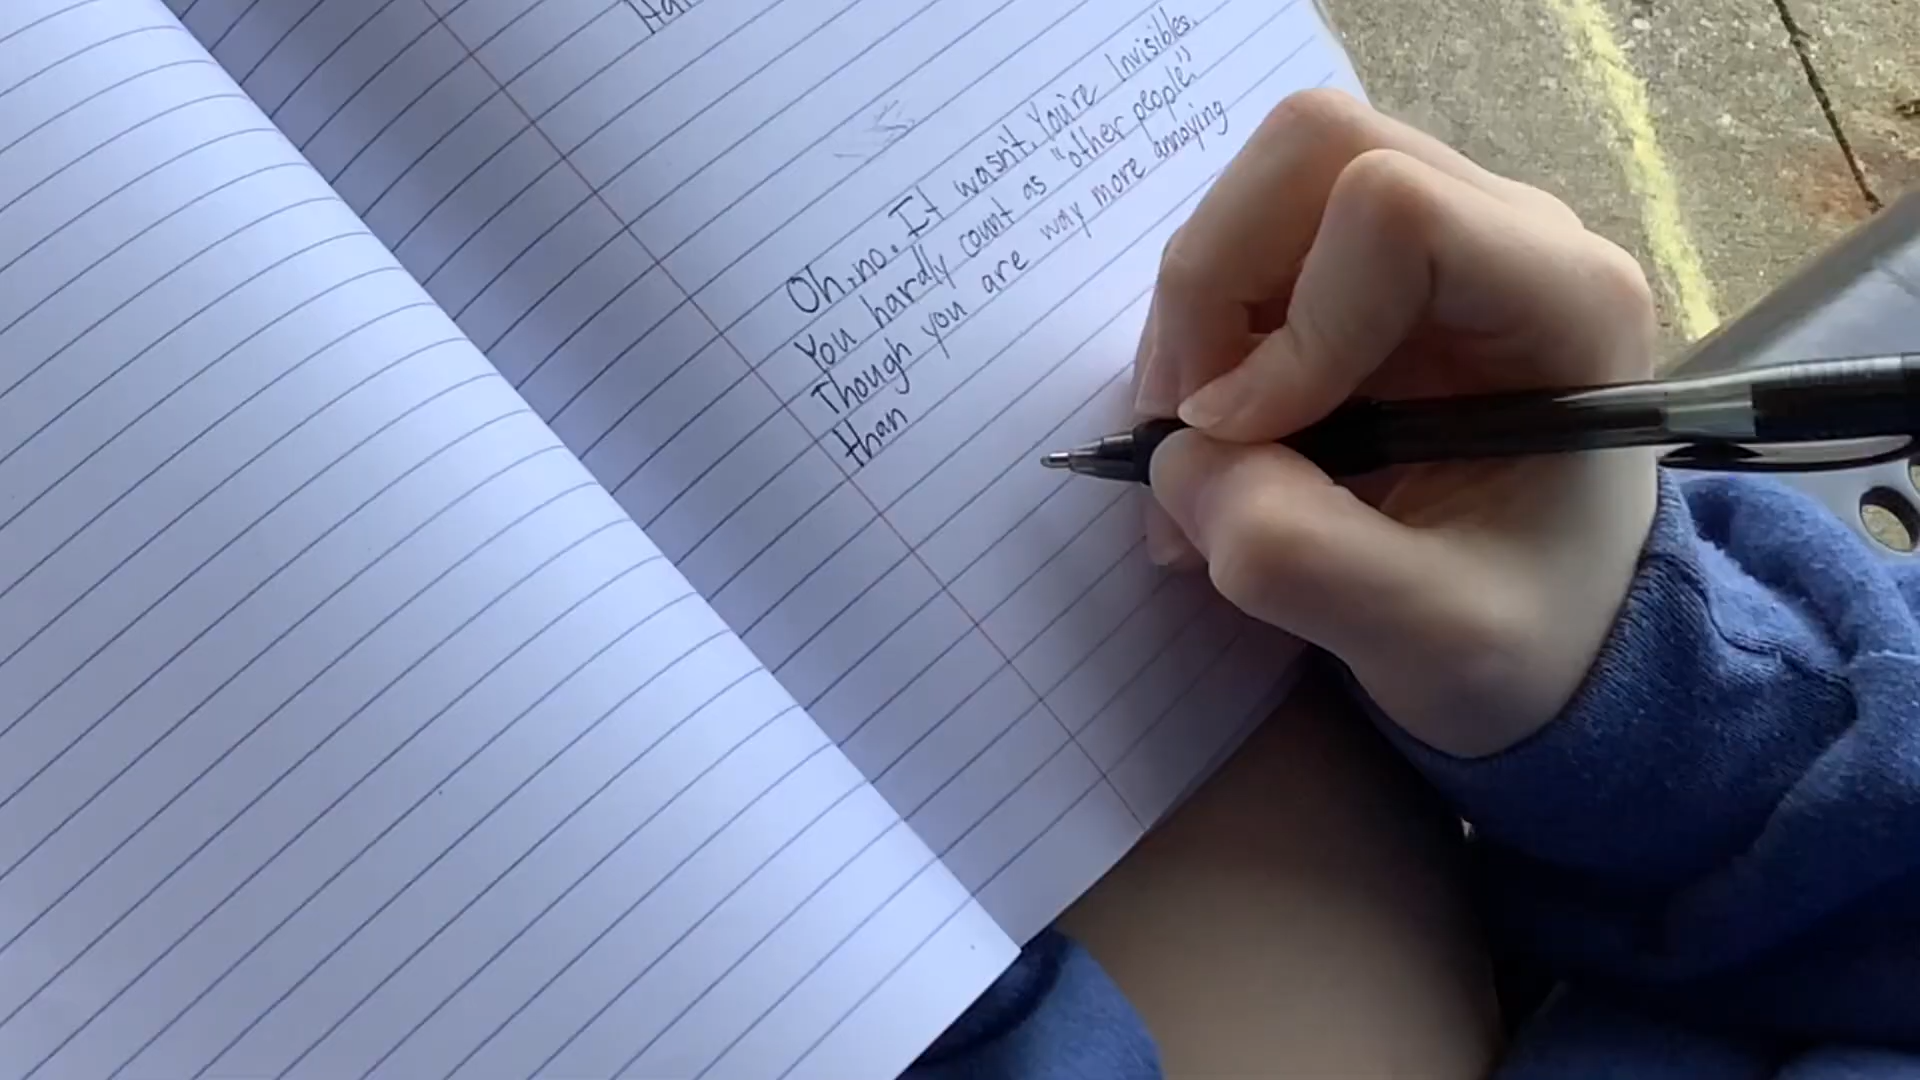 Oh, no. It wasn't. You're Invisibles.
You hardly count as "other people"
Though you are way more annoying
than